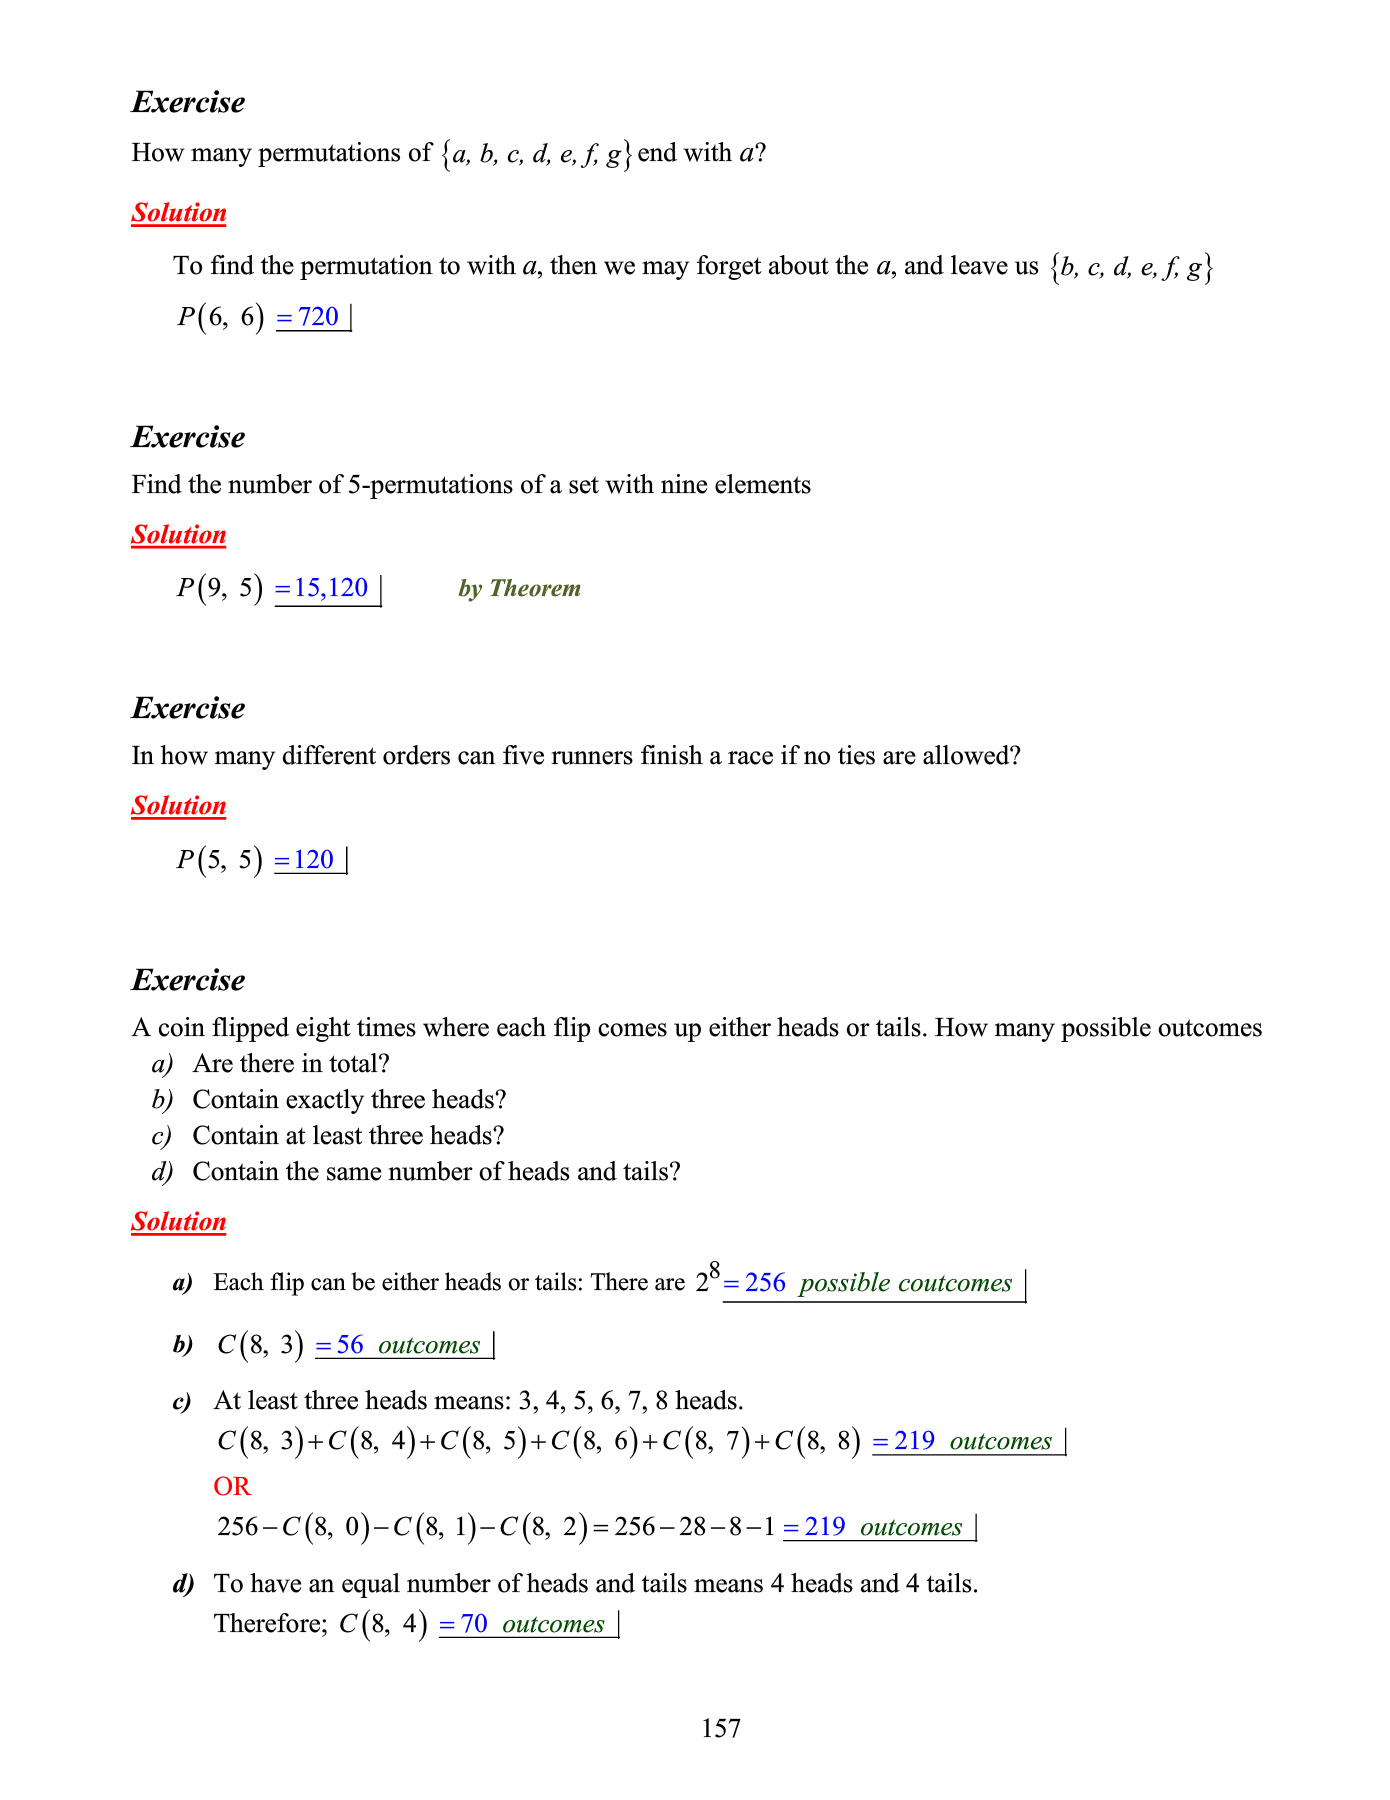 Exercise
How many permutations of {a, b, c, d, e, f, g} end with a?
Solution
To find the permutation to with a, then we may forget about the a, and leave us {b, c, d, e, f, g}
P(6, 6) = 720
Exercise
Find the number of 5-permutations of a set with nine elements
Solution
P(9, 5) = 15,120 by Theorem
Exercise
In how many different orders can five runners finish a race if no ties are allowed?
Solution
P(5, 5) = 120
Exercise
A coin flipped eight times where each flip comes up either heads or tails. How many possible outcomes
a) Are there in total?
b) Contain exactly three heads?
c) Contain at least three heads?
d) Contain the same number of heads and tails?
Solution
a) Each flip can be either heads or tails: There are 2⁸ = 256 possible coutcomes
b) C(8, 3) = 56 outcomes
c) At least three heads means: 3, 4, 5, 6, 7, 8 heads.
C(8, 3)+C(8, 4)+C(8, 5)+C(8, 6)+C(8, 7)+C(8, 8) = 219 outcomes
OR
256−C(8, 0)−C(8, 1)−C(8, 2)=256−28−8−1 = 219 outcomes
d) To have an equal number of heads and tails means 4 heads and 4 tails.
Therefore; C(8, 4) = 70 outcomes
157